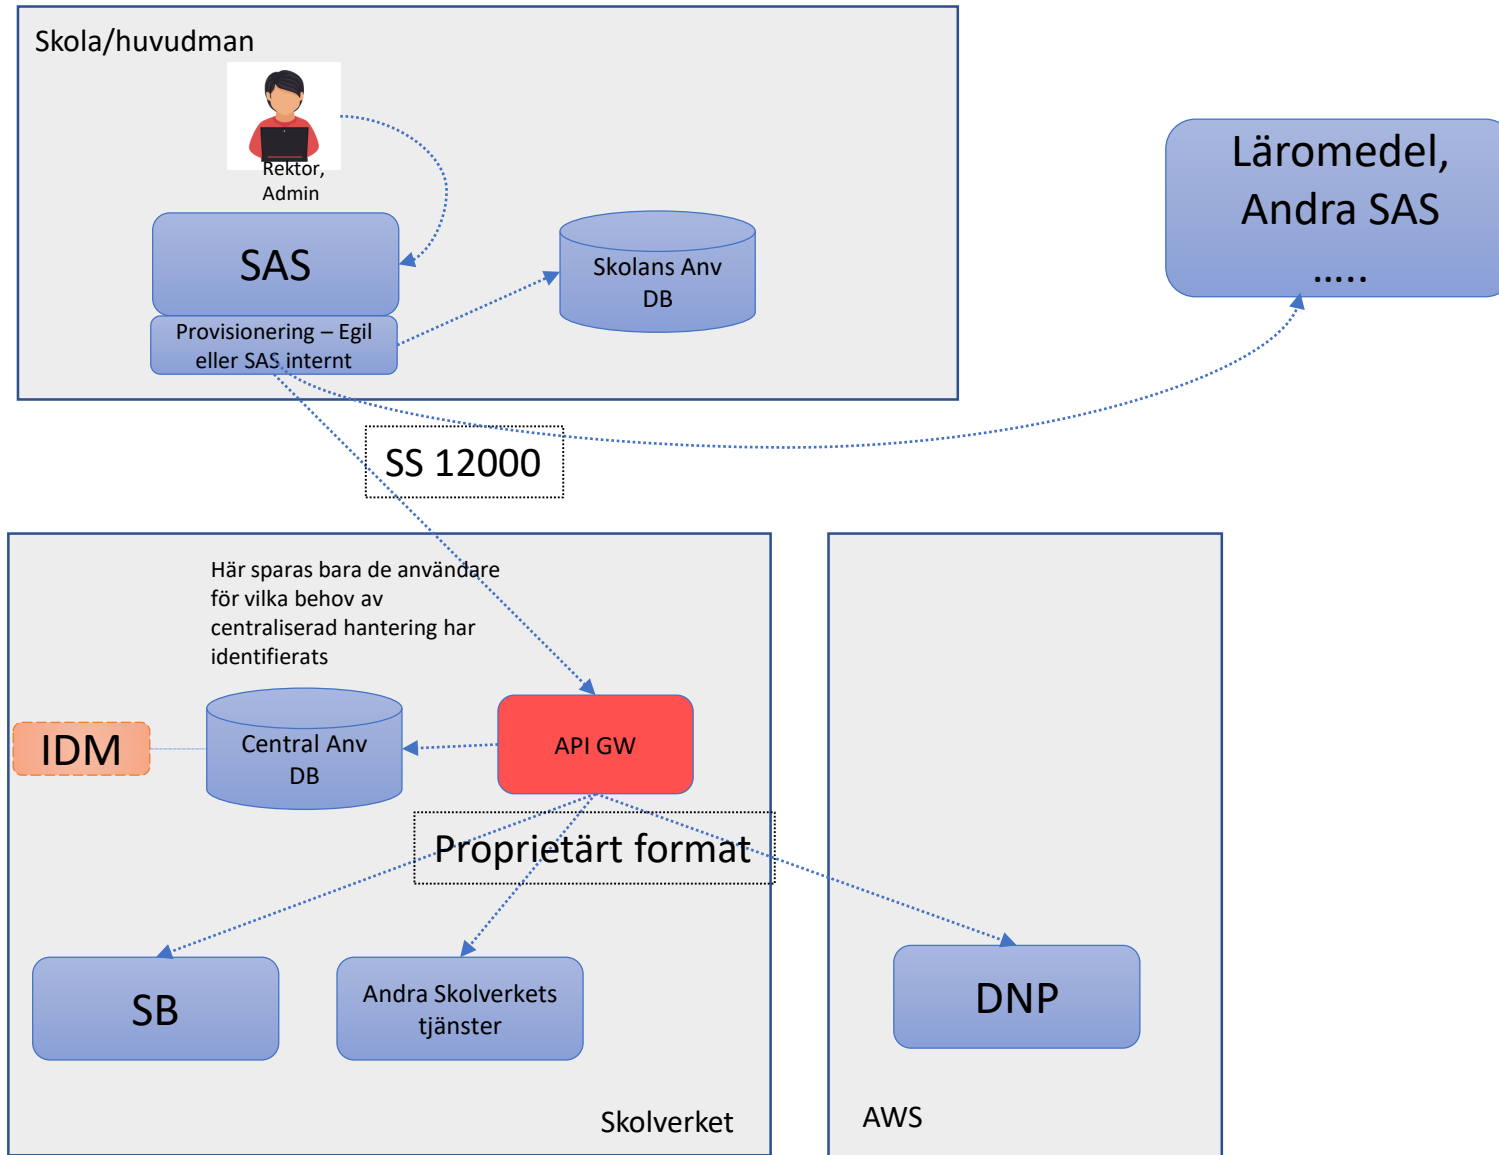 Skola/huvudman
Rektor,
Admin
SAS
Provisionering – Egil
eller SAS internt
Skolans Anv
DB
Läromedel,
Andra SAS
…..
SS 12000
Här sparas bara de användare
för vilka behov av
centraliserad hantering har
identifierats
IDM
Central Anv
DB
API GW
Proprietärt format
SB
Andra Skolverkets
tjänster
DNP
Skolverket
AWS